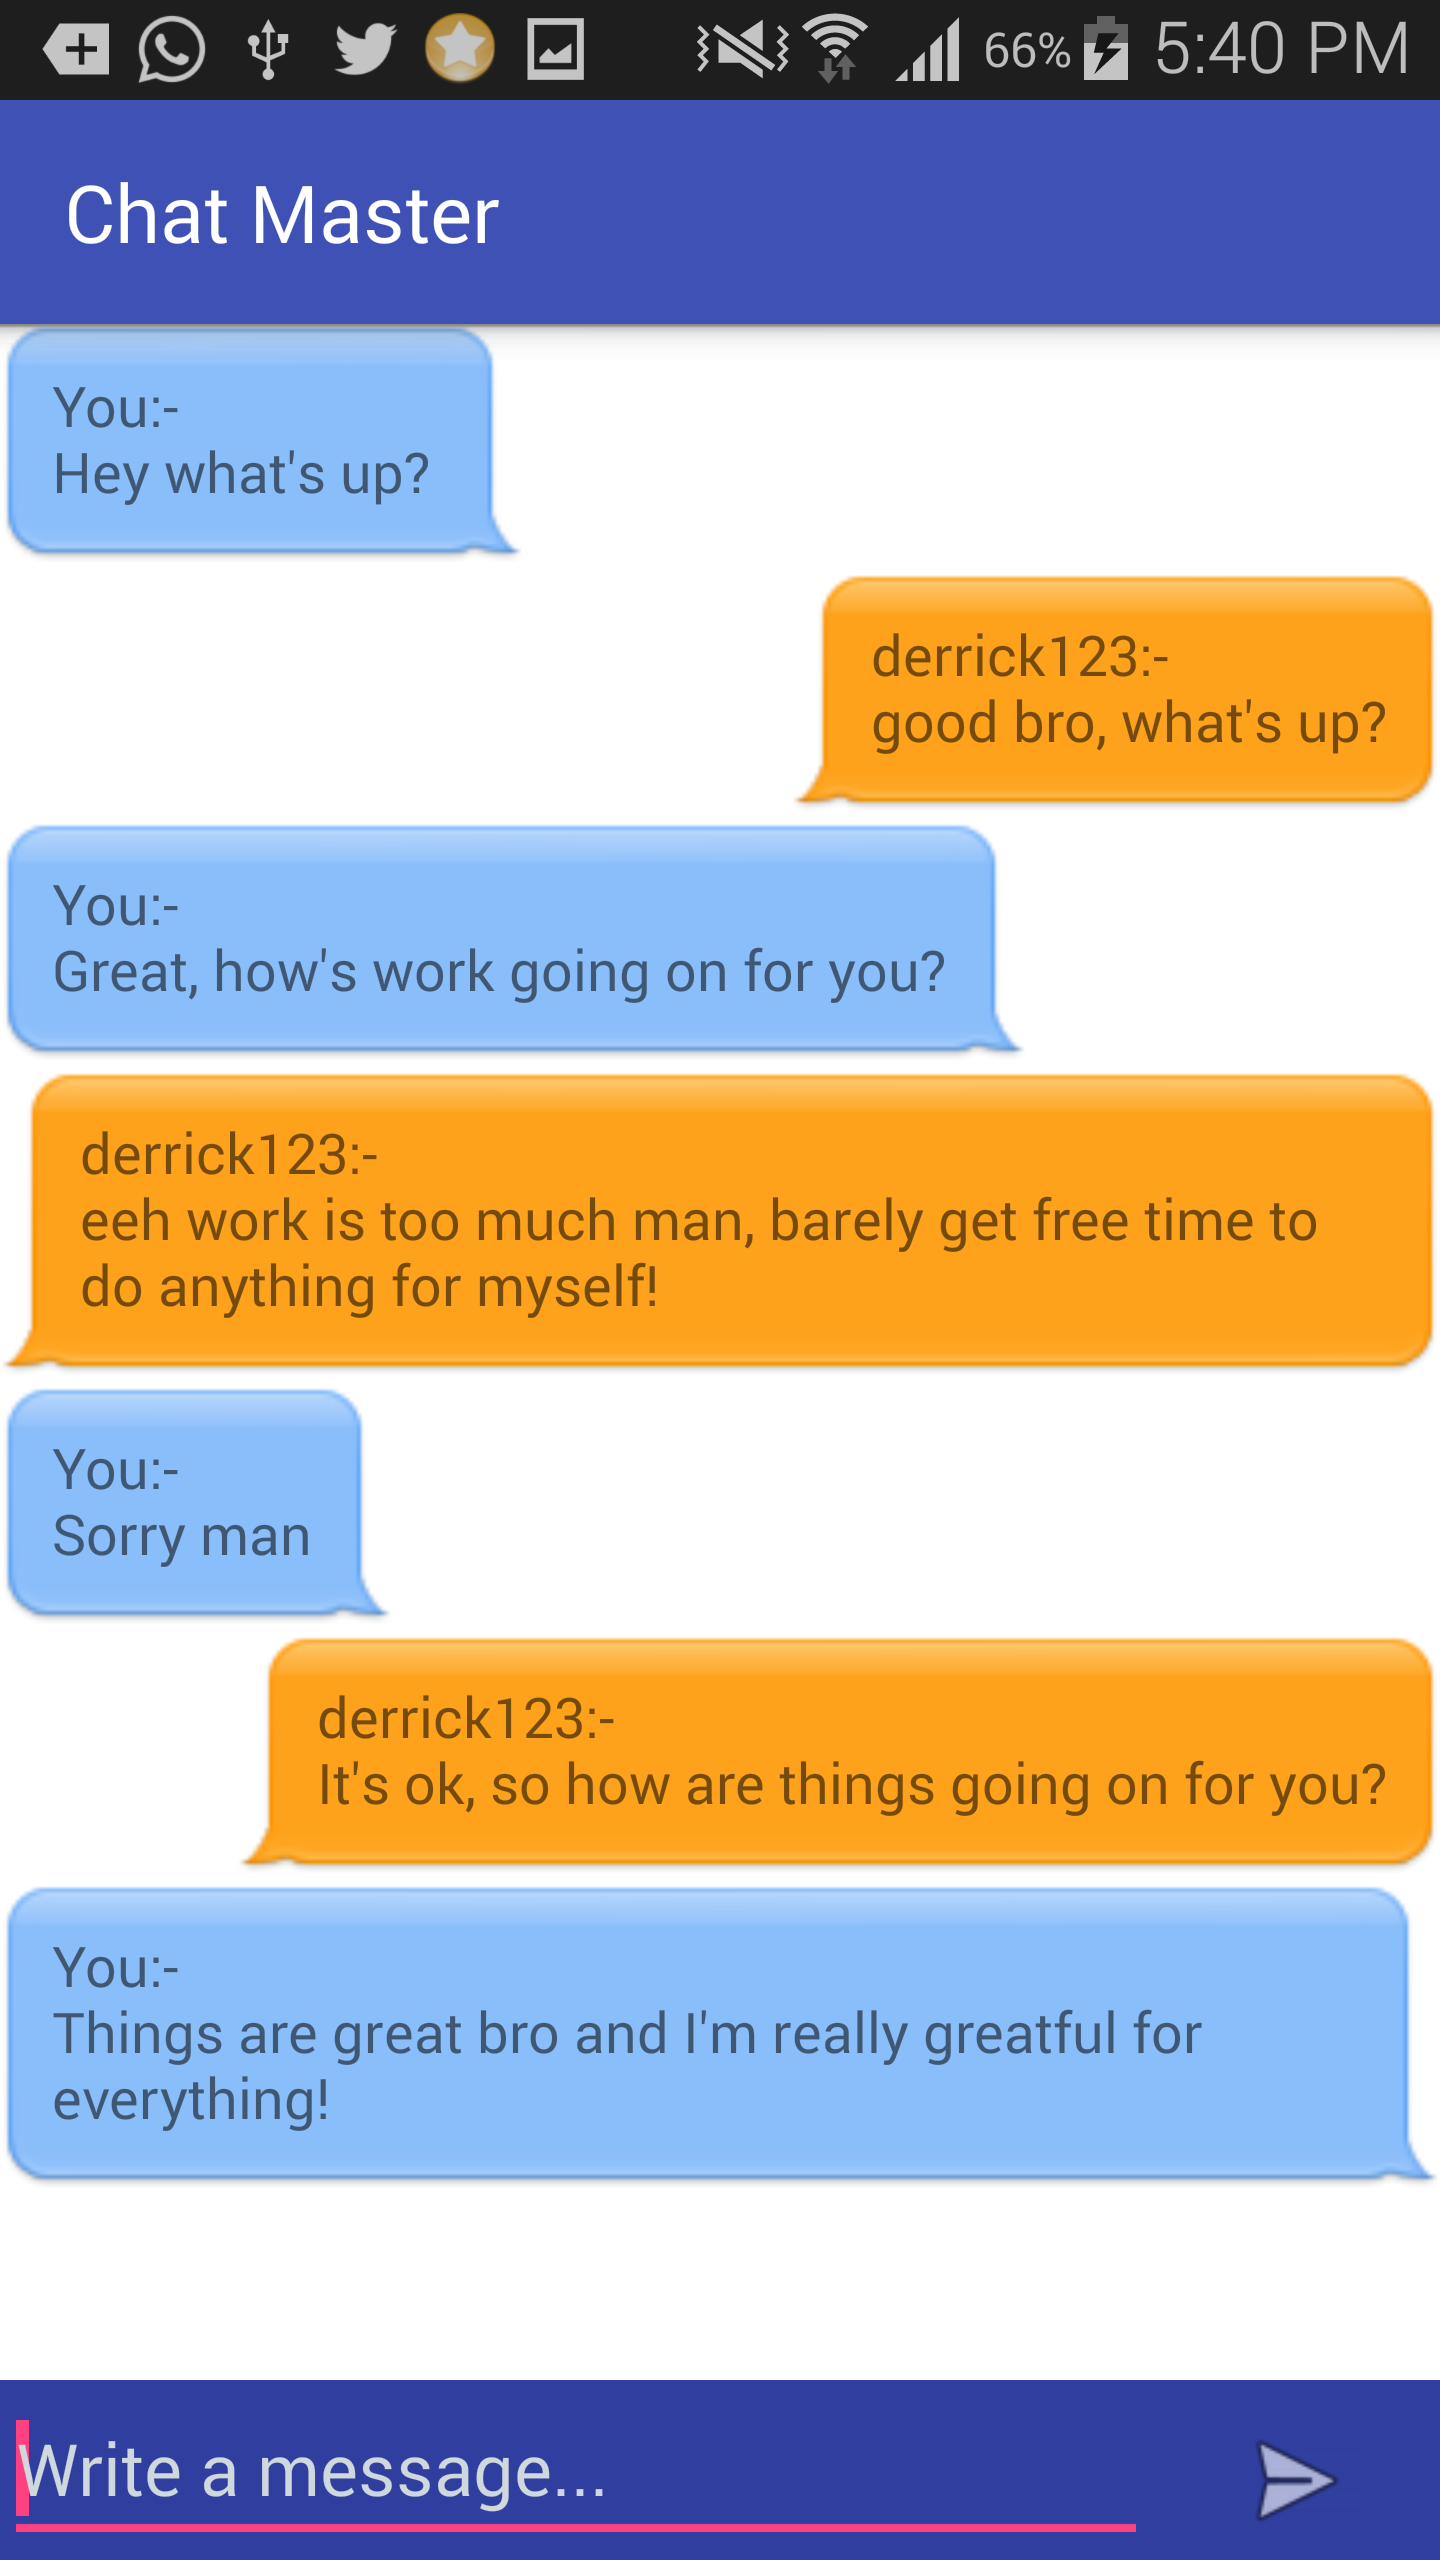 66% 5:40 PM
Chat Master
You:-
Hey what's up?
derrick123:-
good bro, what's up?
You:-
Great, how's work going on for you?
derrick123:-
eeh work is too much man, barely get free time to
do anything for myself!
You:-
Sorry man
derrick123:-
It's ok, so how are things going on for you?
You:-
Things are great bro and I'm really greatful for
everything!
Write a message...